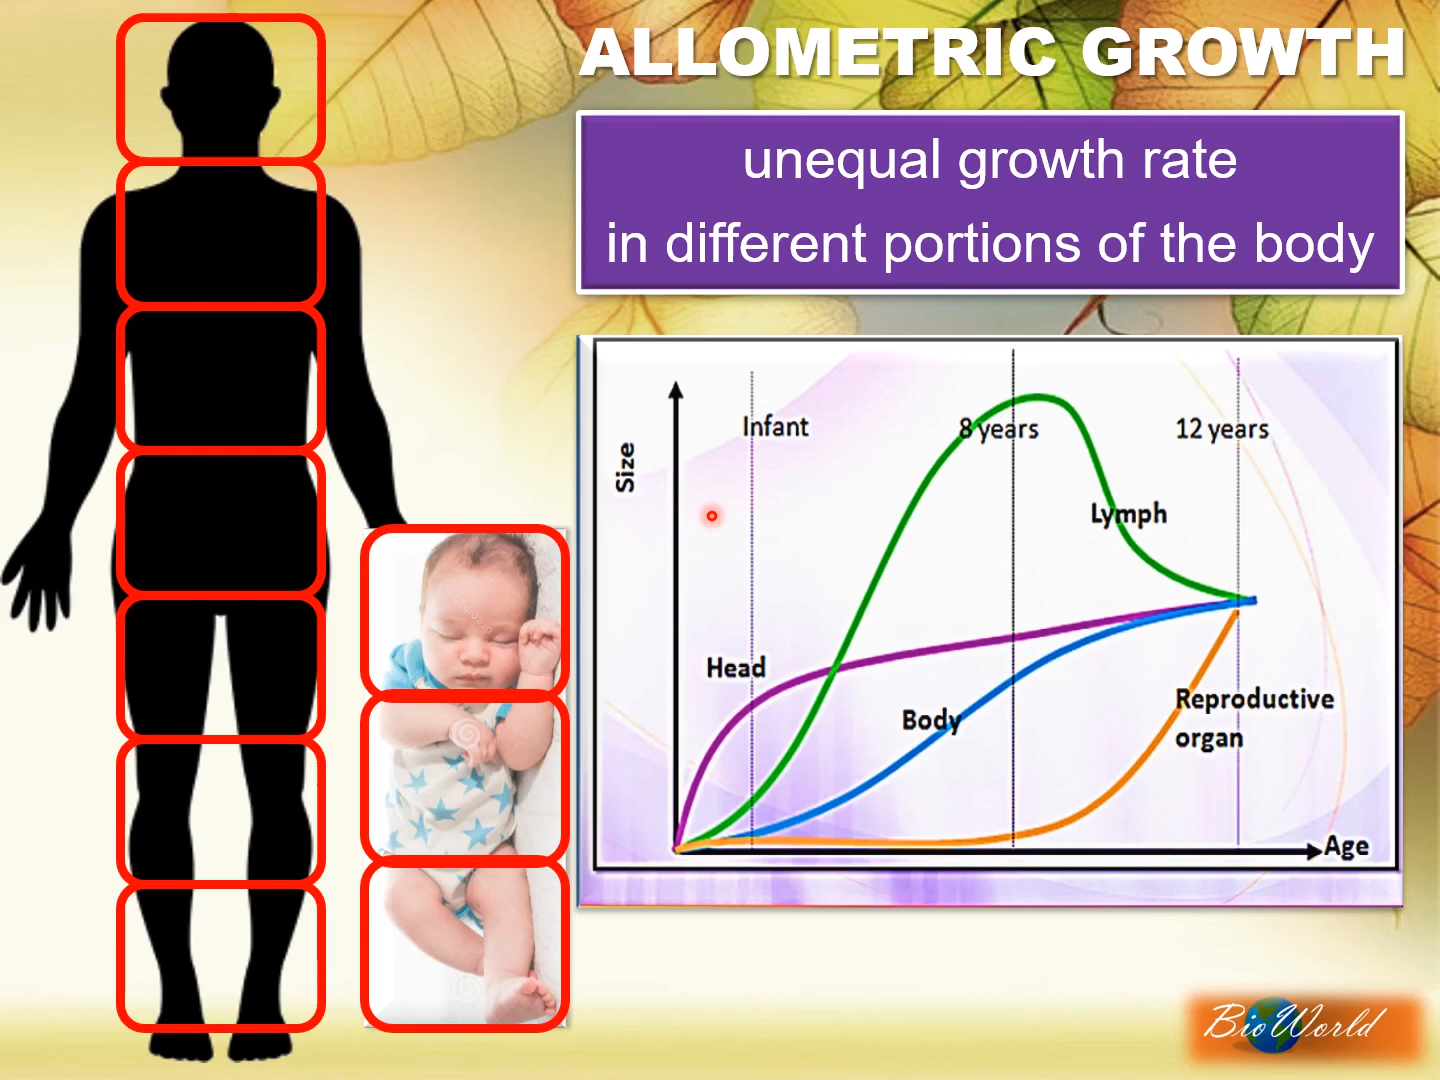 ALLOMETRIC GROWTH
unequal growth rate
in different portions of the body
Size
Infant
8 years
12 years
Lymph
Head
Body
Reproductive
organ
Age
BioWorld